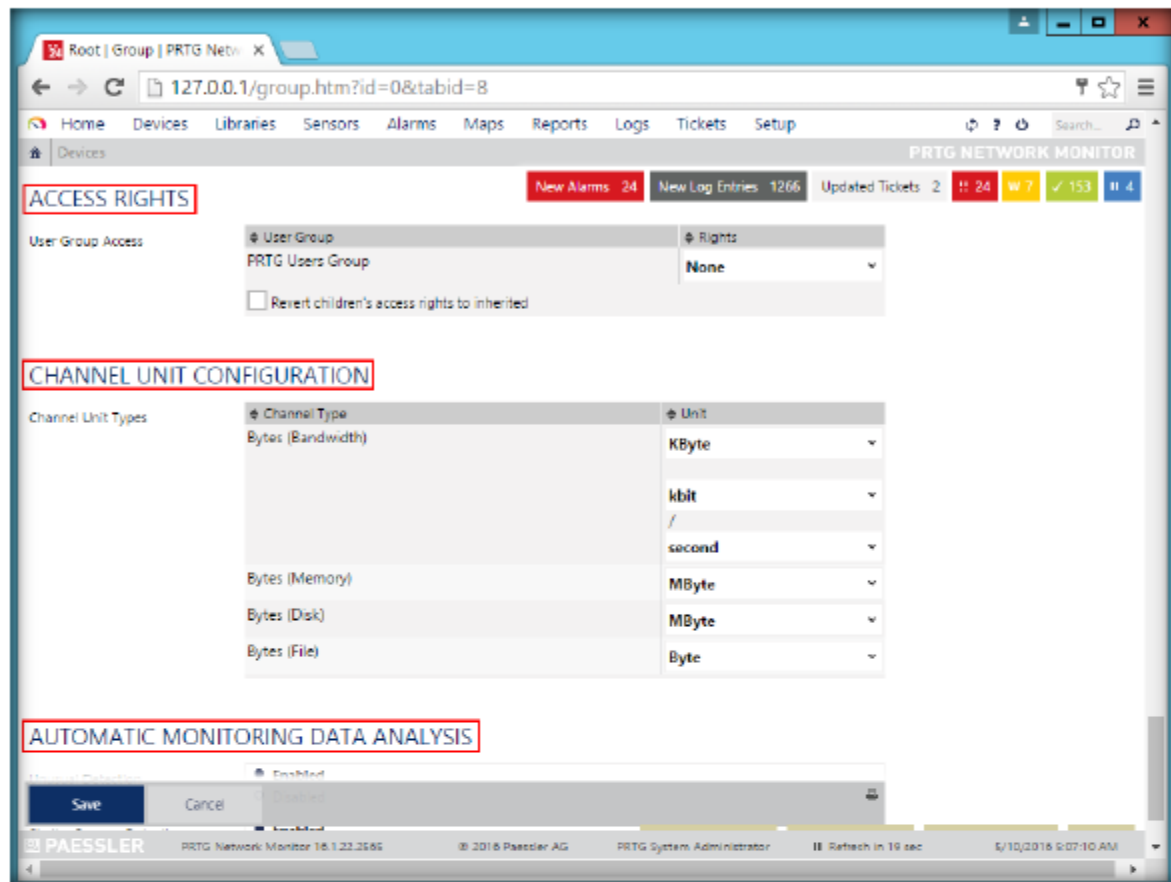 Root | Group | PRTG Netw
127.0.0.1/group.htm?id=0&tabid=8
Home Devices Libraries Sensors Alarms Maps Reports Logs Tickets Setup Search...
Devices
PRTG NETWORK MONITOR
New Alarms 24 New Log Entries 1266 Updated Tickets 2 !! 24 W 7 153 4
ACCESS RIGHTS
User Group Access
User Group Rights
PRTG Users Group None
Revert children's access rights to inherited
CHANNEL UNIT CONFIGURATION
Channel Unit Types
Channel Type Unit
Bytes (Bandwidth) KByte
kbit
/
second
Bytes (Memory) MByte
Bytes (Disk) MByte
Bytes (File) Byte
AUTOMATIC MONITORING DATA ANALYSIS
Unusual Detection Enabled
Disabled
Save Cancel
Enabled
PAESSLER PRTG Network Monitor 16.1.22.2565 © 2016 Paessler AG PRTG System Administrator Refresh in 19 sec 5/10/2016 9:07:10 AM